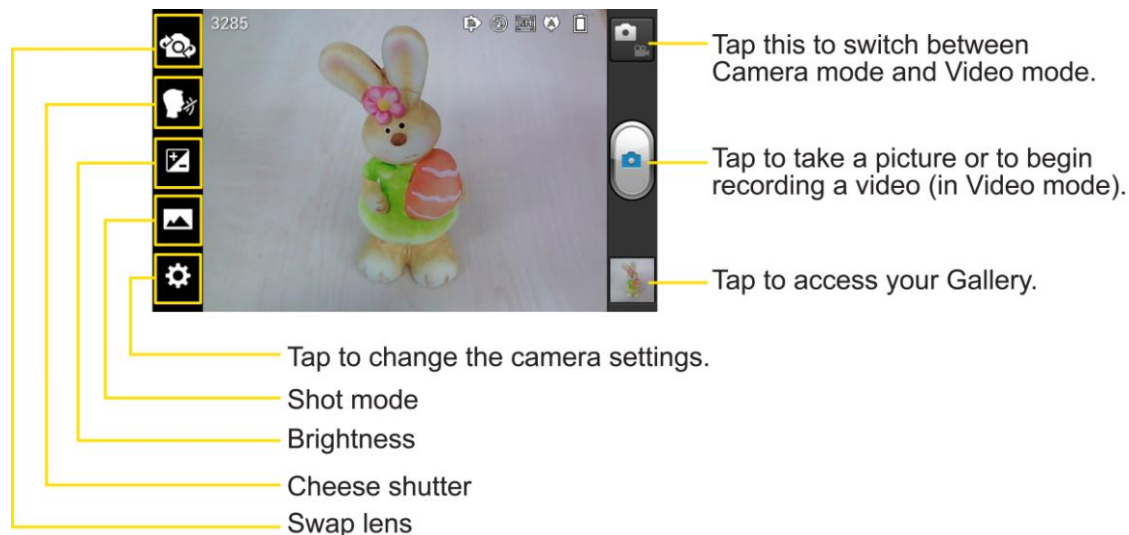 3285
Tap this to switch between
Camera mode and Video mode.
Tap to take a picture or to begin
recording a video (in Video mode).
Tap to access your Gallery.
Tap to change the camera settings.
Shot mode
Brightness
Cheese shutter
Swap lens